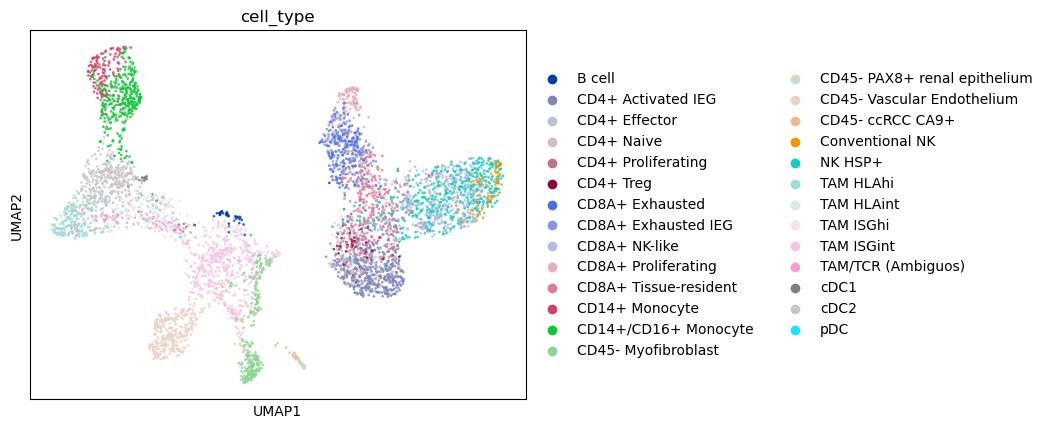 cell_type
UMAP2
UMAP1
B cell
CD4+ Activated IEG
CD4+ Effector
CD4+ Naive
CD4+ Proliferating
CD4+ Treg
CD8A+ Exhausted
CD8A+ Exhausted IEG
CD8A+ NK-like
CD8A+ Proliferating
CD8A+ Tissue-resident
CD14+ Monocyte
CD14+/CD16+ Monocyte
CD45- Myofibroblast
CD45- PAX8+ renal epithelium
CD45- Vascular Endothelium
CD45- ccRCC CA9+
Conventional NK
NK HSP+
TAM HLAhi
TAM HLAint
TAM ISGhi
TAM ISGint
TAM/TCR (Ambiguos)
cDC1
cDC2
pDC